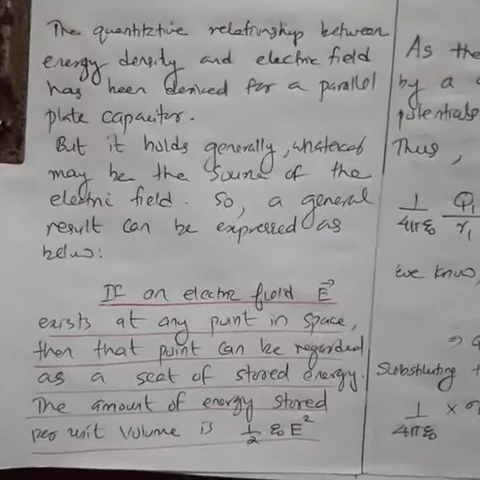 The quantitative relationship between
energy density and electric field
has been derived for a parallel
plate capacitor.
But it holds generally, whatever
may be the source of the
electric field. So, a general
result can be expressed as
below:
If an electric field E⃗
exists at any point in space,
then that point can be regarded
as a seat of stored energy.
The amount of energy stored
per unit volume is 1/2 ε0 E²
As the
by a
potentials
Thus,
1/4πε0 Q1/r1
we know,
⇒
Substituting
1/4πε0 × σ